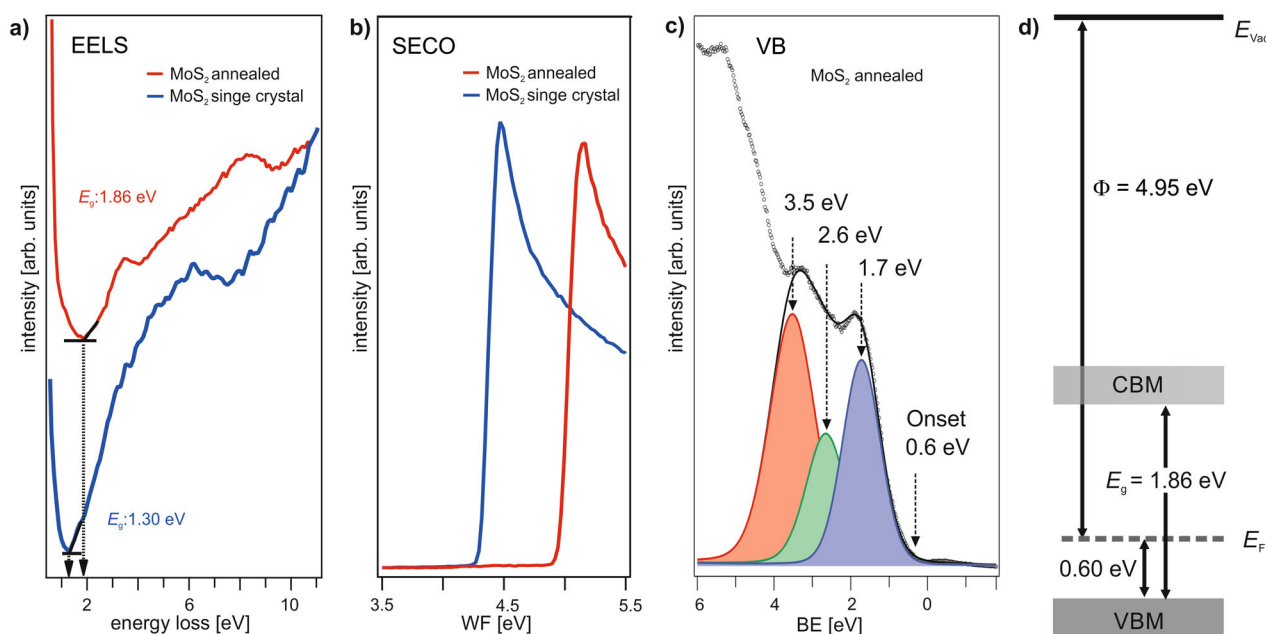 a)
EELS
MoS2 annealed
MoS2 singe crystal
Eg:1.86 eV
Eg:1.30 eV
intensity [arb. units]
2
4
6
8
10
energy loss [eV]
b)
SECO
MoS2 annealed
MoS2 singe crystal
intensity [arb. units]
3.5
4.5
5.5
WF [eV]
c)
VB
MoS2 annealed
3.5 eV
2.6 eV
1.7 eV
Onset
0.6 eV
intensity [arb. units]
6
4
2
0
BE [eV]
d)
EVac
Φ = 4.95 eV
CBM
Eg = 1.86 eV
EF
0.60 eV
VBM